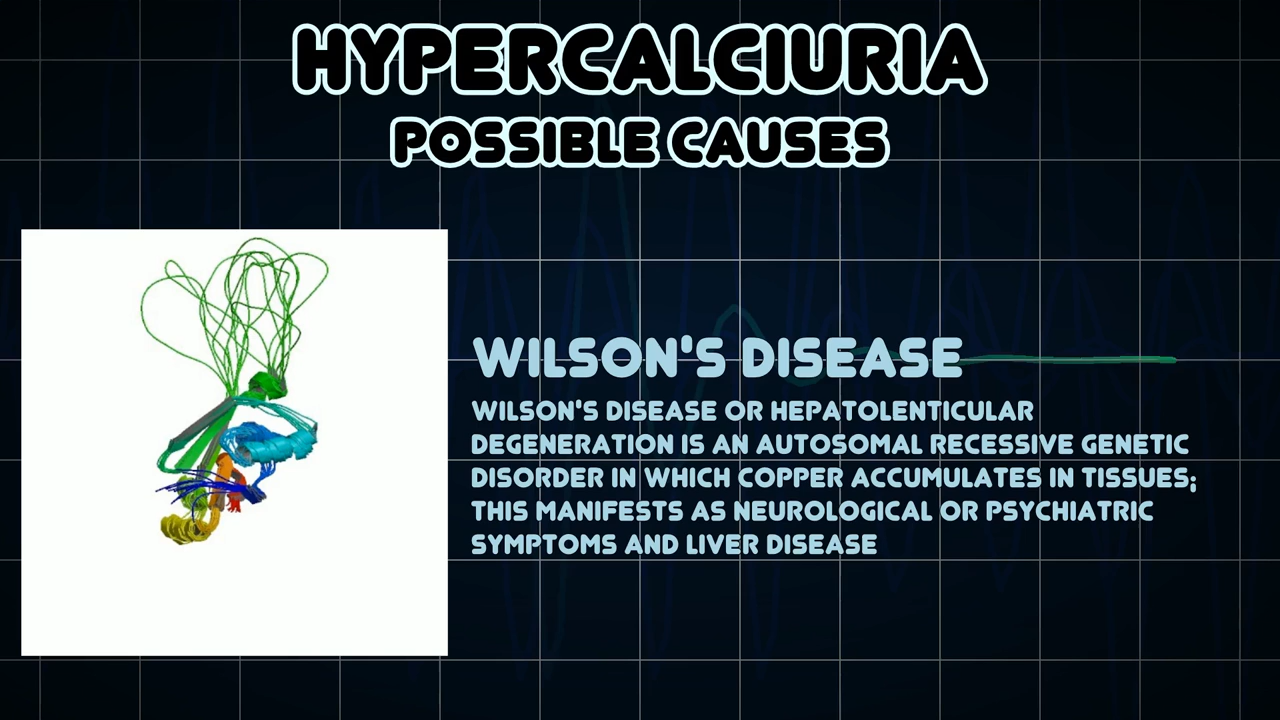 HYPERCALCIURIA
POSSIBLE CAUSES
WILSON'S DISEASE
WILSON'S DISEASE OR HEPATOLENTICULAR
DEGENERATION IS AN AUTOSOMAL RECESSIVE GENETIC
DISORDER IN WHICH COPPER ACCUMULATES IN TISSUES;
THIS MANIFESTS AS NEUROLOGICAL OR PSYCHIATRIC
SYMPTOMS AND LIVER DISEASE